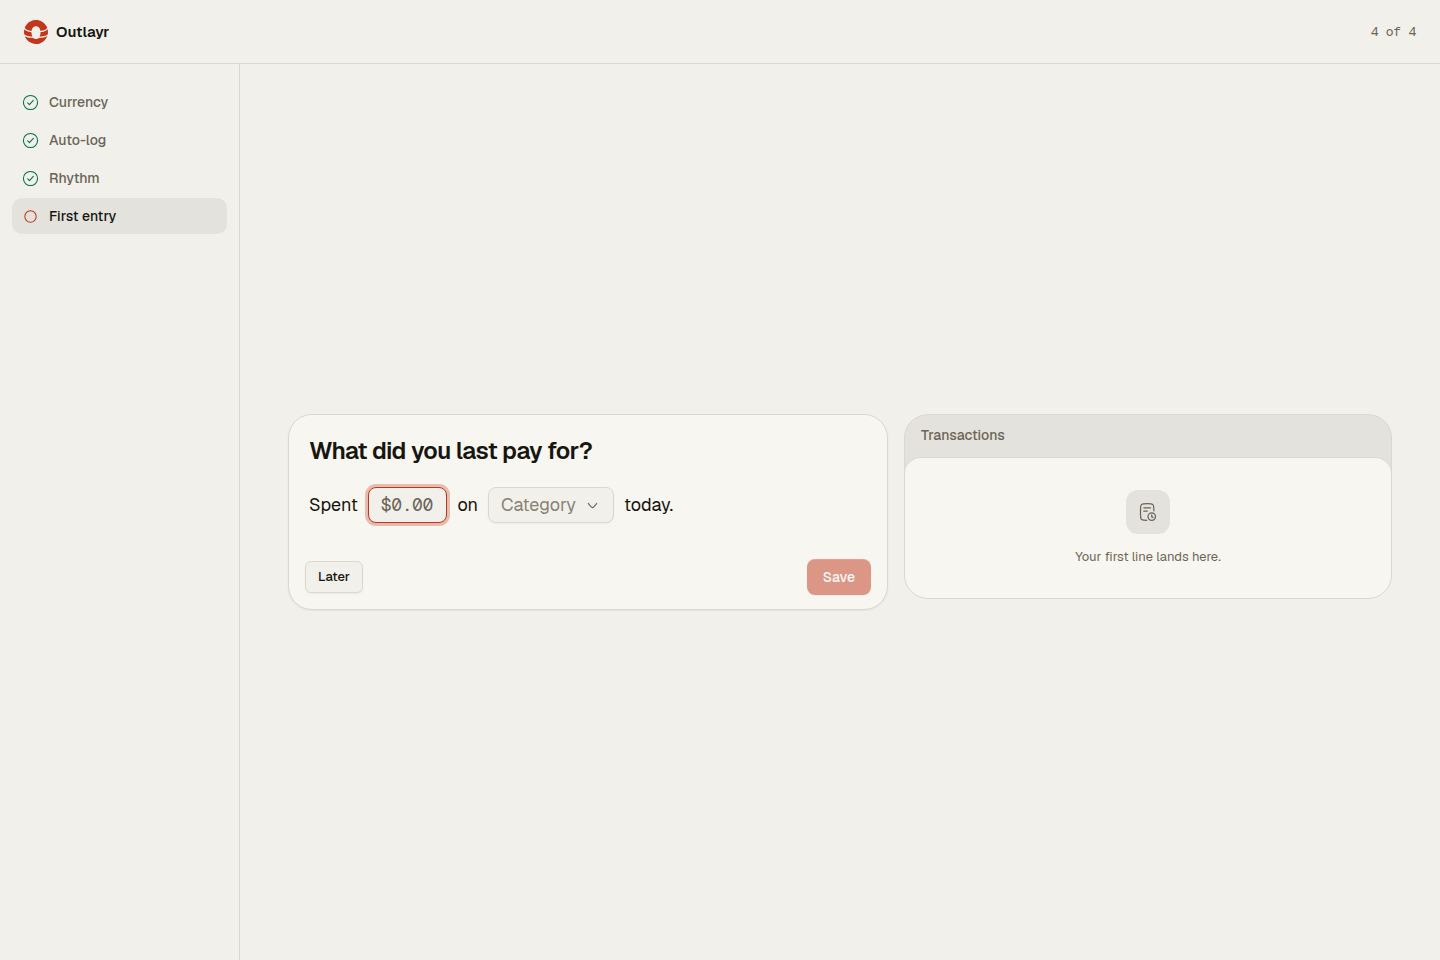 Outlayr
4 of 4
Currency
Auto-log
Rhythm
First entry
What did you last pay for?
Spent $0.00 on Category today.
Later
Save
Transactions
Your first line lands here.